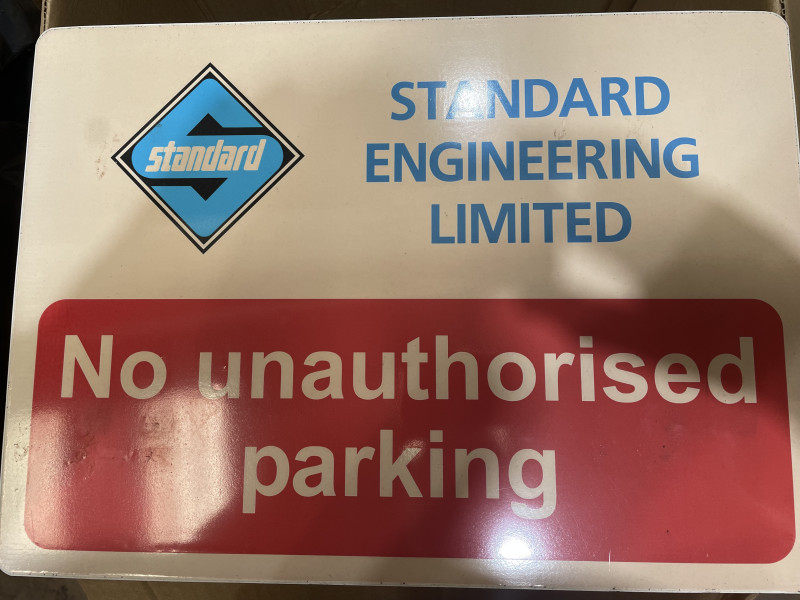 standard
STANDARD
ENGINEERING
LIMITED
No unauthorised
parking